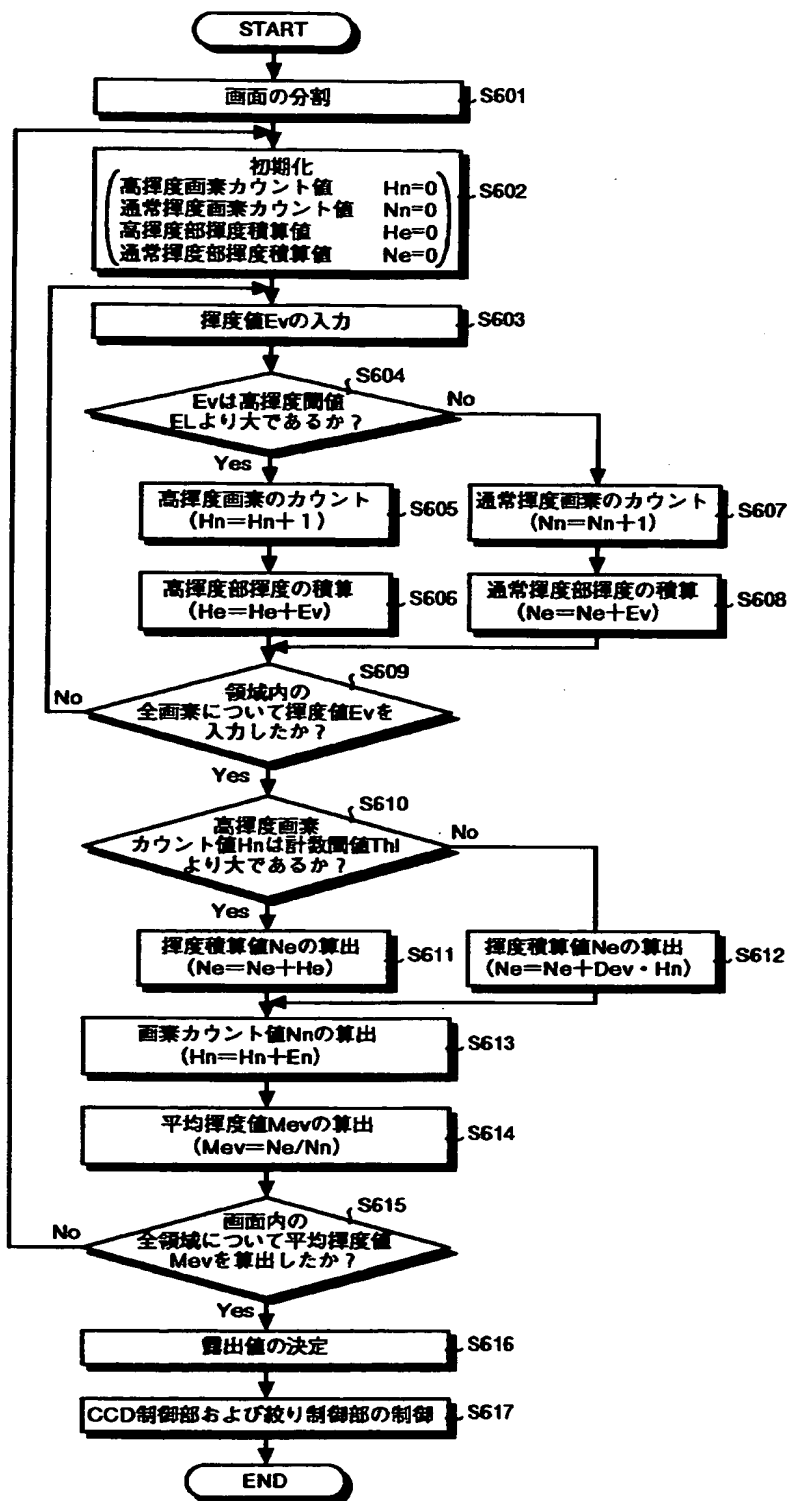 START
画面の分割
S601
初期化
高揮度画素カウント値 Hn=0
通常揮度画素カウント値 Nn=0
高揮度部揮度積算値 He=0
通常揮度部揮度積算値 Ne=0
S602
揮度値Evの入力
S603
S604
Evは高揮度閾値
ELより大であるか？
No
Yes
高揮度画素のカウント
（Hn＝Hn＋１）
S605
通常揮度画素のカウント
（Nn＝Nn＋1）
S607
高揮度部揮度の積算
（He＝He＋Ev）
S606
通常揮度部揮度の積算
（Ne＝Ne＋Ev）
S608
S609
領域内の
全画素について揮度値Evを
入力したか？
No
Yes
S610
高揮度画素
カウント値Hnは計数閾値Thl
より大であるか？
No
Yes
揮度積算値Neの算出
（Ne＝Ne＋He）
S611
揮度積算値Neの算出
（Ne＝Ne＋Dev・Hn）
S612
画素カウント値Nnの算出
（Hn＝Hn＋En）
S613
平均揮度値Mevの算出
（Mev＝Ne/Nn）
S614
S615
画面内の
全領域について平均揮度値
Mevを算出したか？
No
Yes
露出値の決定
S616
CCD制御部および絞り制御部の制御
S617
END